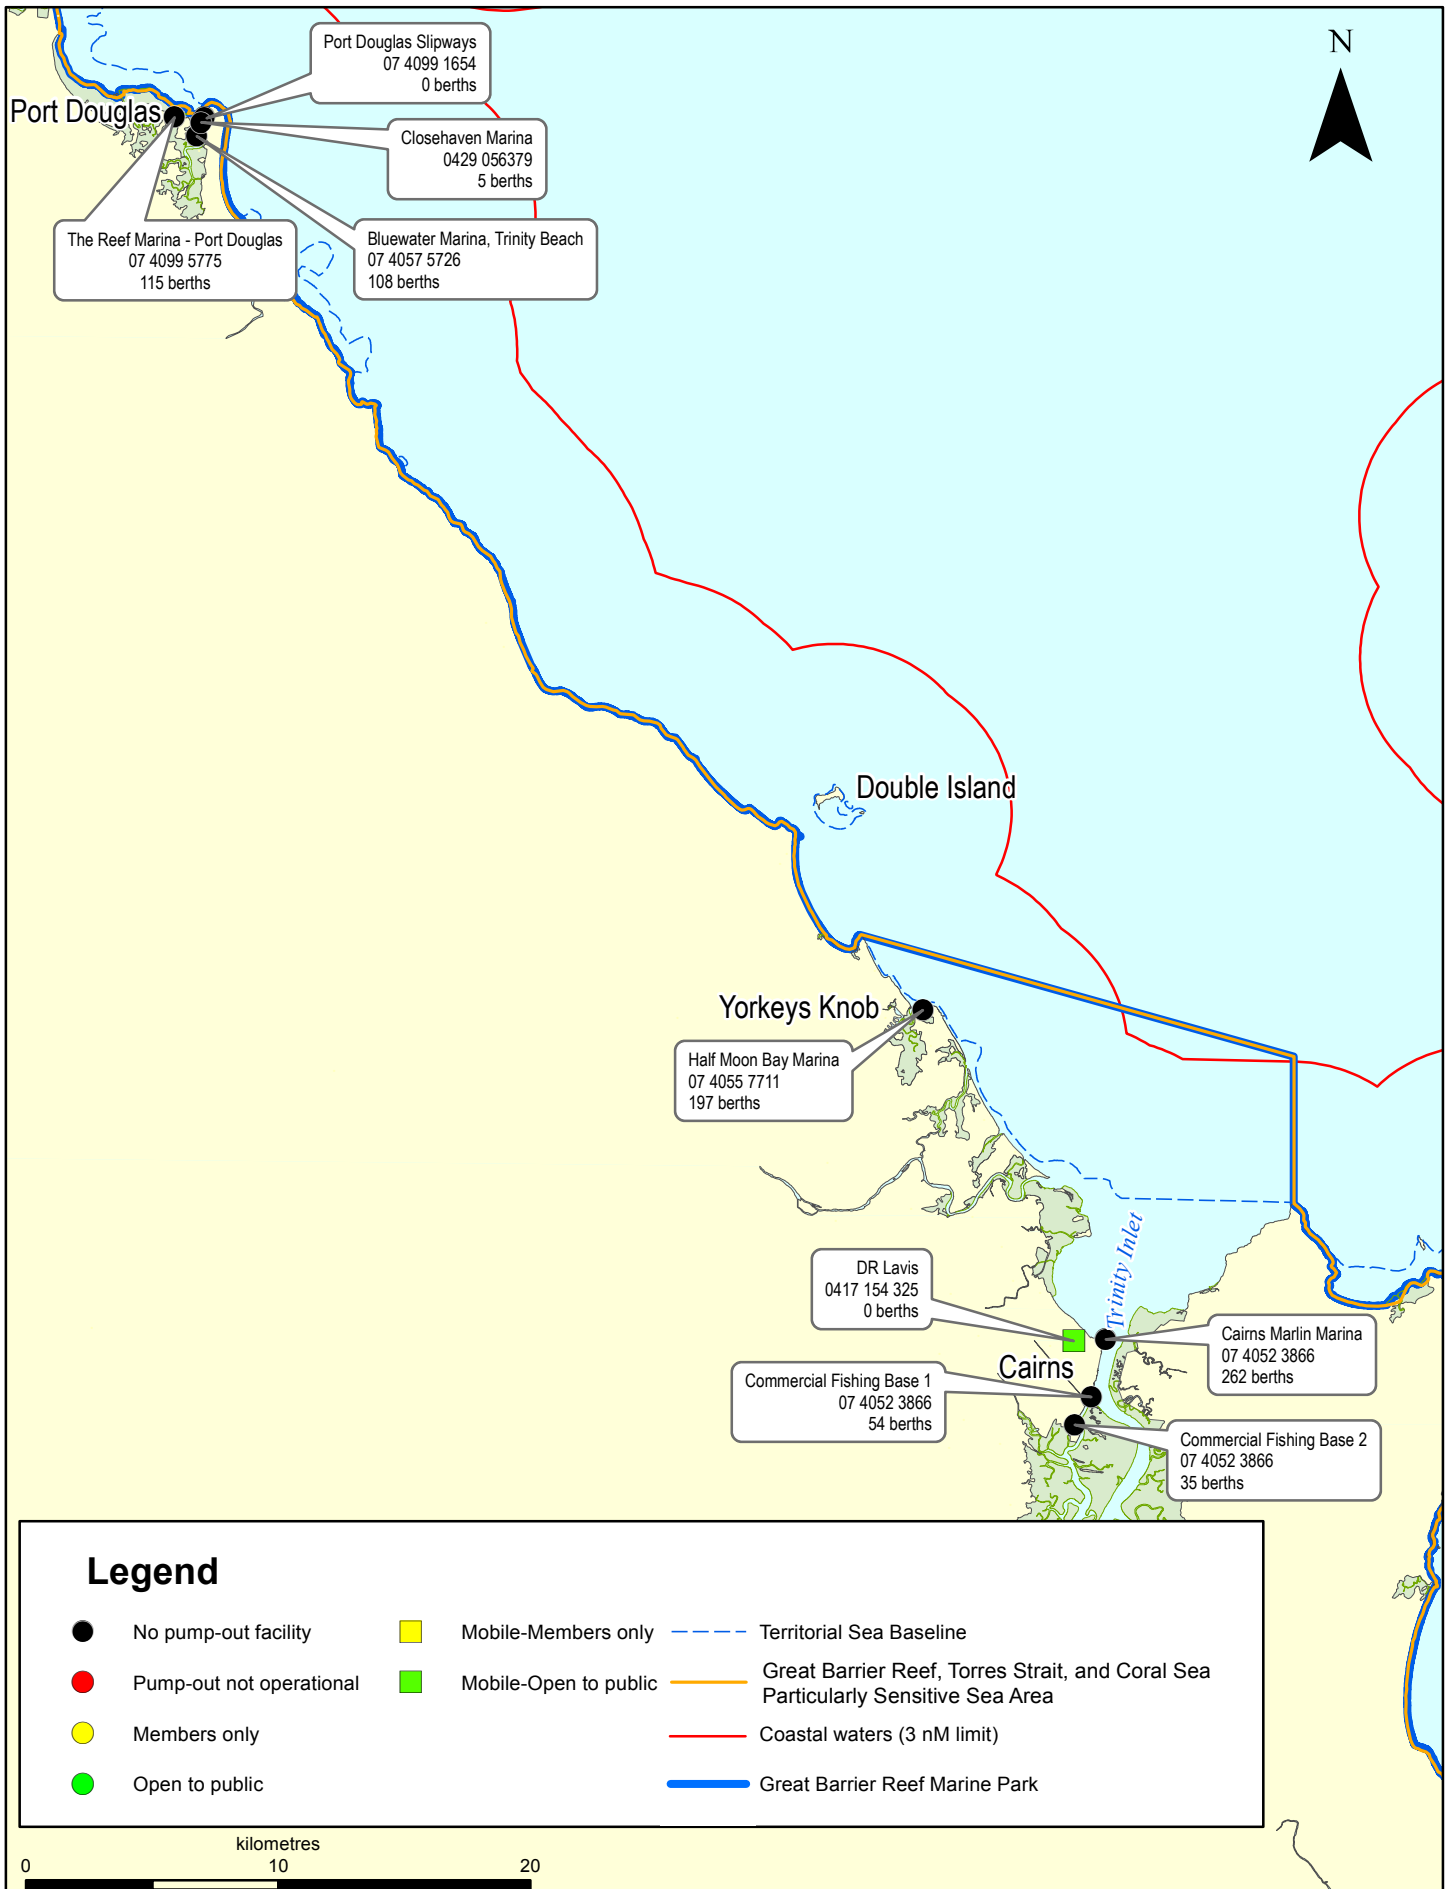 N
Port Douglas Slipways
07 4099 1654
0 berths
Port Douglas
Closehaven Marina
0429 056379
5 berths
The Reef Marina - Port Douglas
07 4099 5775
115 berths
Bluewater Marina, Trinity Beach
07 4057 5726
108 berths
Double Island
Yorkeys Knob
Half Moon Bay Marina
07 4055 7711
197 berths
Trinity Inlet
DR Lavis
0417 154 325
0 berths
Cairns Marlin Marina
07 4052 3866
262 berths
Cairns
Commercial Fishing Base 1
07 4052 3866
54 berths
Commercial Fishing Base 2
07 4052 3866
35 berths
Legend
No pump-out facility
Pump-out not operational
Members only
Open to public
Mobile-Members only
Mobile-Open to public
Territorial Sea Baseline
Great Barrier Reef, Torres Strait, and Coral Sea
Particularly Sensitive Sea Area
Coastal waters (3 nM limit)
Great Barrier Reef Marine Park
kilometres
0 10 20